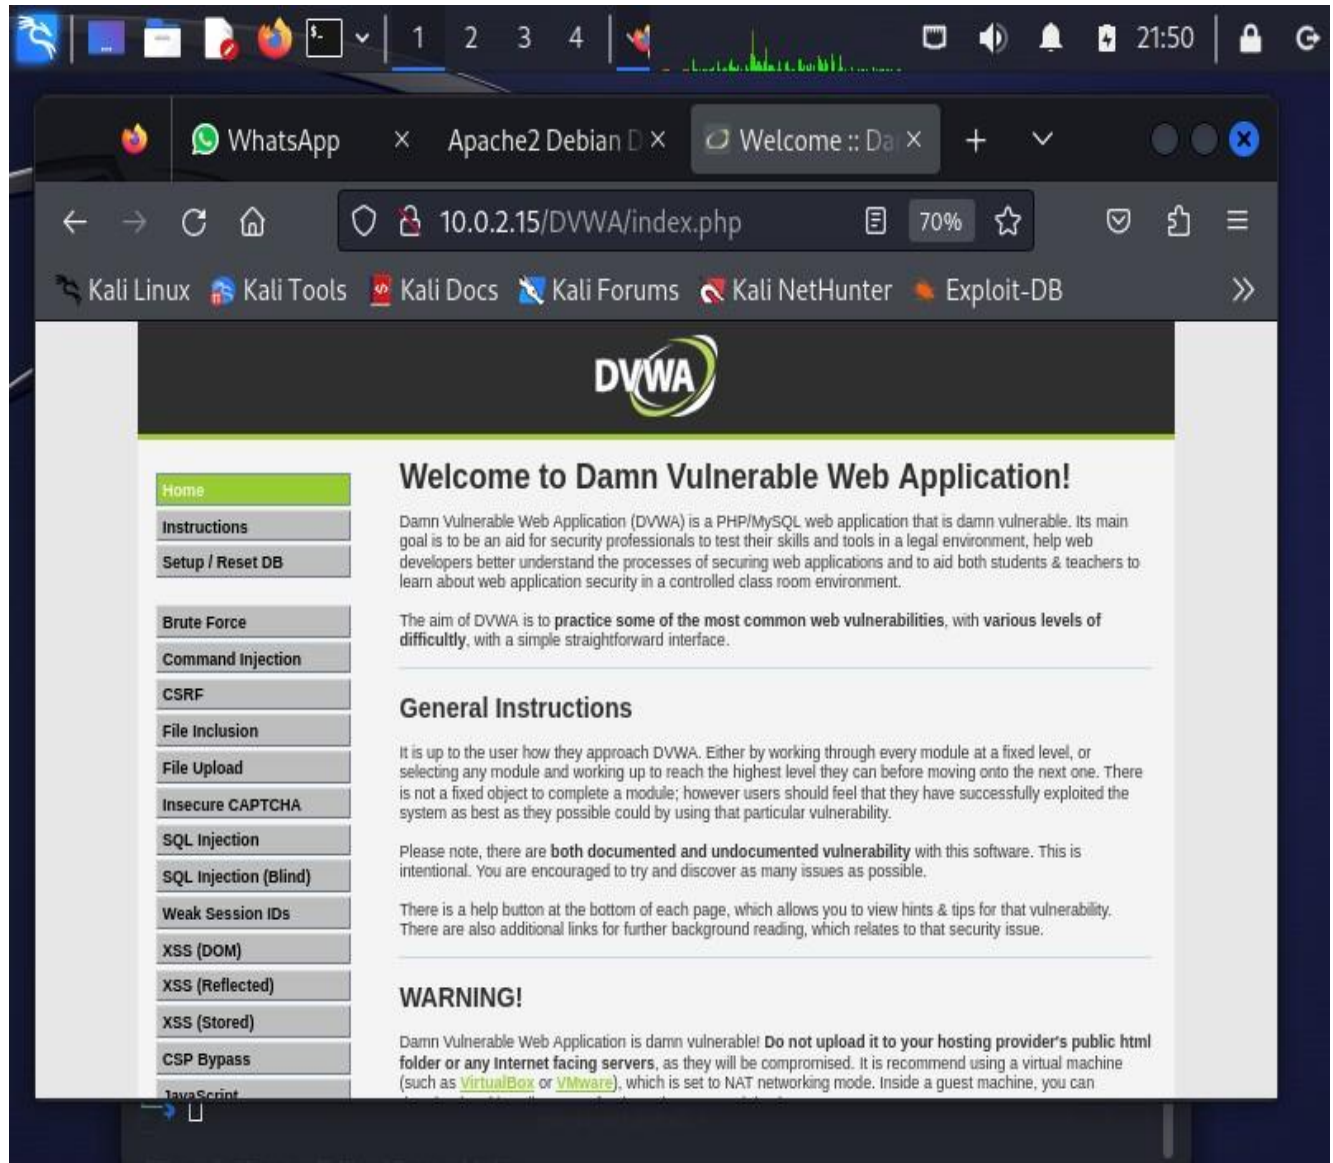 1 2 3 4 21:50
WhatsApp
Apache2 Debian D
Welcome :: Da
10.0.2.15/DVWA/index.php
70%
Kali Linux Kali Tools Kali Docs Kali Forums Kali NetHunter Exploit-DB
DVWA
Home
Instructions
Setup / Reset DB
Brute Force
Command Injection
CSRF
File Inclusion
File Upload
Insecure CAPTCHA
SQL Injection
SQL Injection (Blind)
Weak Session IDs
XSS (DOM)
XSS (Reflected)
XSS (Stored)
CSP Bypass
JavaScript
Welcome to Damn Vulnerable Web Application!
Damn Vulnerable Web Application (DVWA) is a PHP/MySQL web application that is damn vulnerable. Its main
goal is to be an aid for security professionals to test their skills and tools in a legal environment, help web
developers better understand the processes of securing web applications and to aid both students & teachers to
learn about web application security in a controlled class room environment.
The aim of DVWA is to practice some of the most common web vulnerabilities, with various levels of
difficultly, with a simple straightforward interface.
General Instructions
It is up to the user how they approach DVWA. Either by working through every module at a fixed level, or
selecting any module and working up to reach the highest level they can before moving onto the next one. There
is not a fixed object to complete a module; however users should feel that they have successfully exploited the
system as best as they possible could by using that particular vulnerability.
Please note, there are both documented and undocumented vulnerability with this software. This is
intentional. You are encouraged to try and discover as many issues as possible.
There is a help button at the bottom of each page, which allows you to view hints & tips for that vulnerability.
There are also additional links for further background reading, which relates to that security issue.
WARNING!
Damn Vulnerable Web Application is damn vulnerable! Do not upload it to your hosting provider's public html
folder or any Internet facing servers, as they will be compromised. It is recommend using a virtual machine
(such as VirtualBox or VMware), which is set to NAT networking mode. Inside a guest machine, you can
$